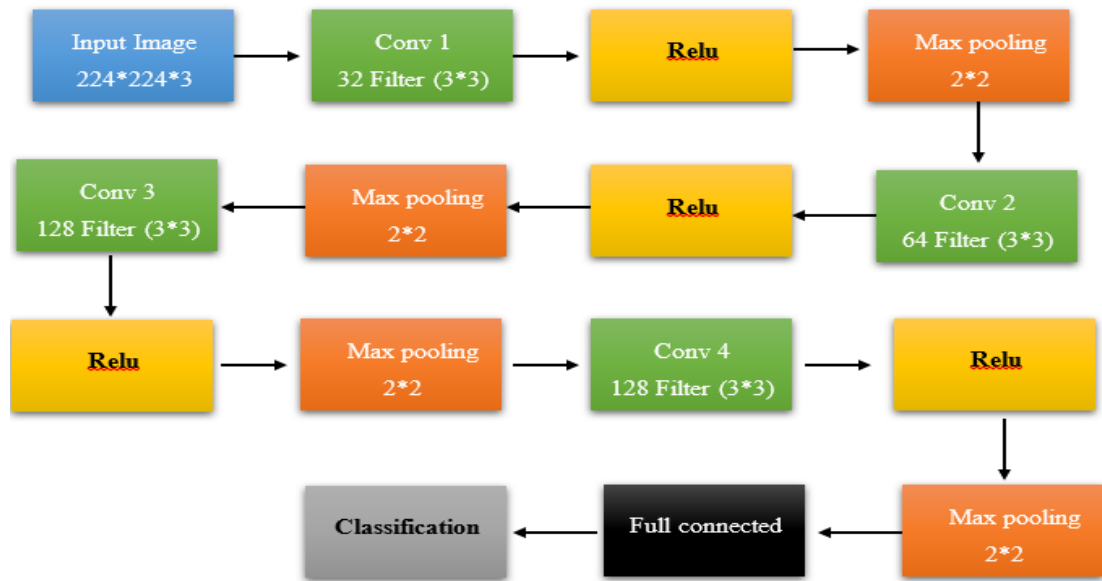 Input Image
224*224*3
Conv 1
32 Filter (3*3)
Relu
Max pooling
2*2
Conv 2
64 Filter (3*3)
Relu
Max pooling
2*2
Conv 3
128 Filter (3*3)
Relu
Max pooling
2*2
Conv 4
128 Filter (3*3)
Relu
Max pooling
2*2
Full connected
Classification